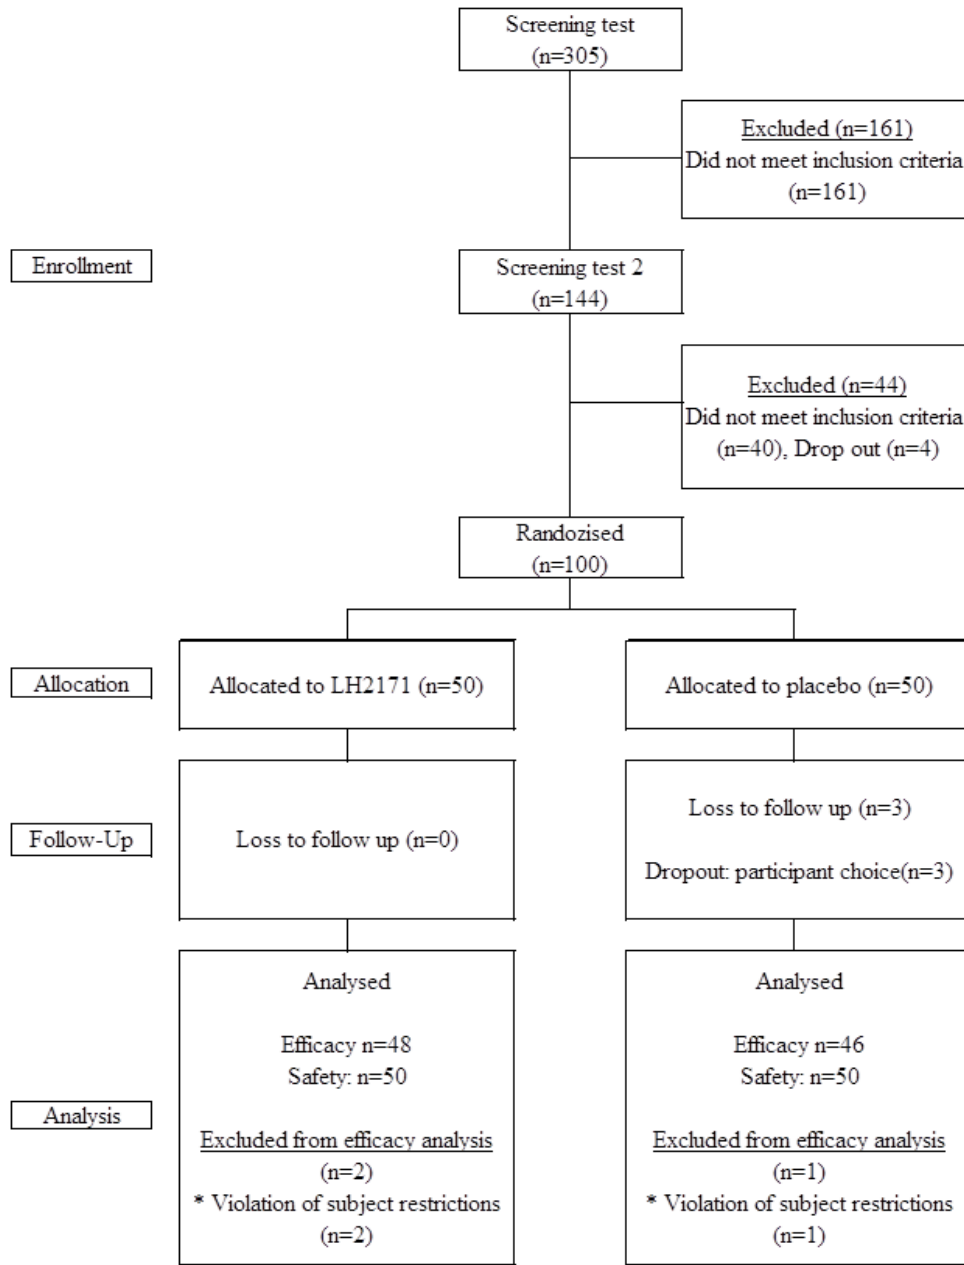 Screening test
(n=305)
Excluded (n=161)
Did not meet inclusion criteria
(n=161)
Enrollment
Screening test 2
(n=144)
Excluded (n=44)
Did not meet inclusion criteria
(n=40), Drop out (n=4)
Randozised
(n=100)
Allocation
Allocated to LH2171 (n=50)
Allocated to placebo (n=50)
Follow-Up
Loss to follow up (n=0)
Loss to follow up (n=3)
Dropout: participant choice(n=3)
Analysis
Analysed
Efficacy n=48
Safety: n=50
Excluded from efficacy analysis
(n=2)
* Violation of subject restrictions
(n=2)
Analysed
Efficacy n=46
Safety: n=50
Excluded from efficacy analysis
(n=1)
* Violation of subject restrictions
(n=1)